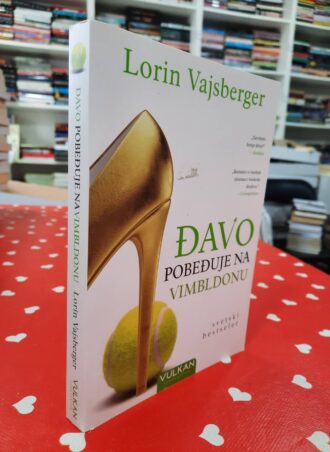 Lorin Vajsberger
ĐAVO
POBEĐUJE NA
VIMBLDONU
svetski
bestseler
VULKAN
ĐAVO POBEĐUJE NA VIMBLDONU Lorin Vajsberger VULKAN